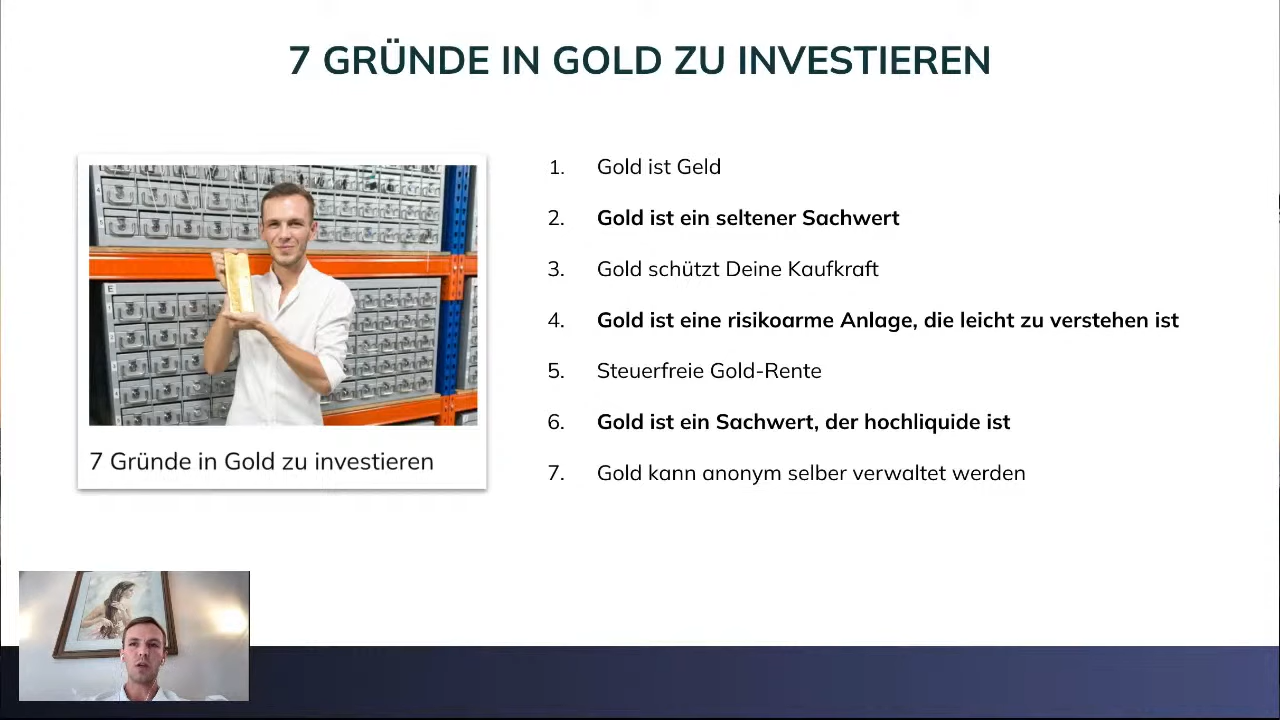 7 GRÜNDE IN GOLD ZU INVESTIEREN
E
7 Gründe in Gold zu investieren
1. Gold ist Geld
2. Gold ist ein seltener Sachwert
3. Gold schützt Deine Kaufkraft
4. Gold ist eine risikoarme Anlage, die leicht zu verstehen ist
5. Steuerfreie Gold-Rente
6. Gold ist ein Sachwert, der hochliquide ist
7. Gold kann anonym selber verwaltet werden